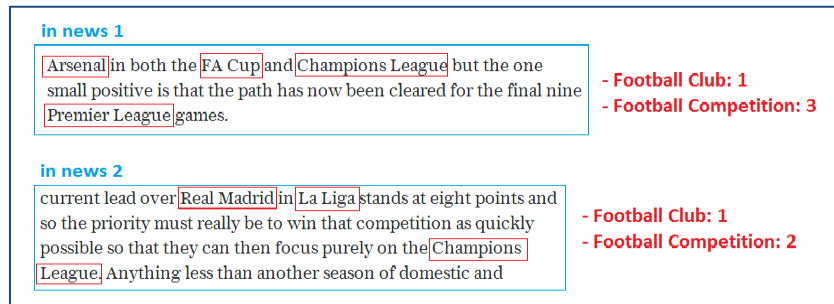 in news 1
Arsenal in both the FA Cup and Champions League but the one
small positive is that the path has now been cleared for the final nine
Premier League games.
- Football Club: 1
- Football Competition: 3
in news 2
current lead over Real Madrid in La Liga stands at eight points and
so the priority must really be to win that competition as quickly
possible so that they can then focus purely on the Champions
League. Anything less than another season of domestic and
- Football Club: 1
- Football Competition: 2